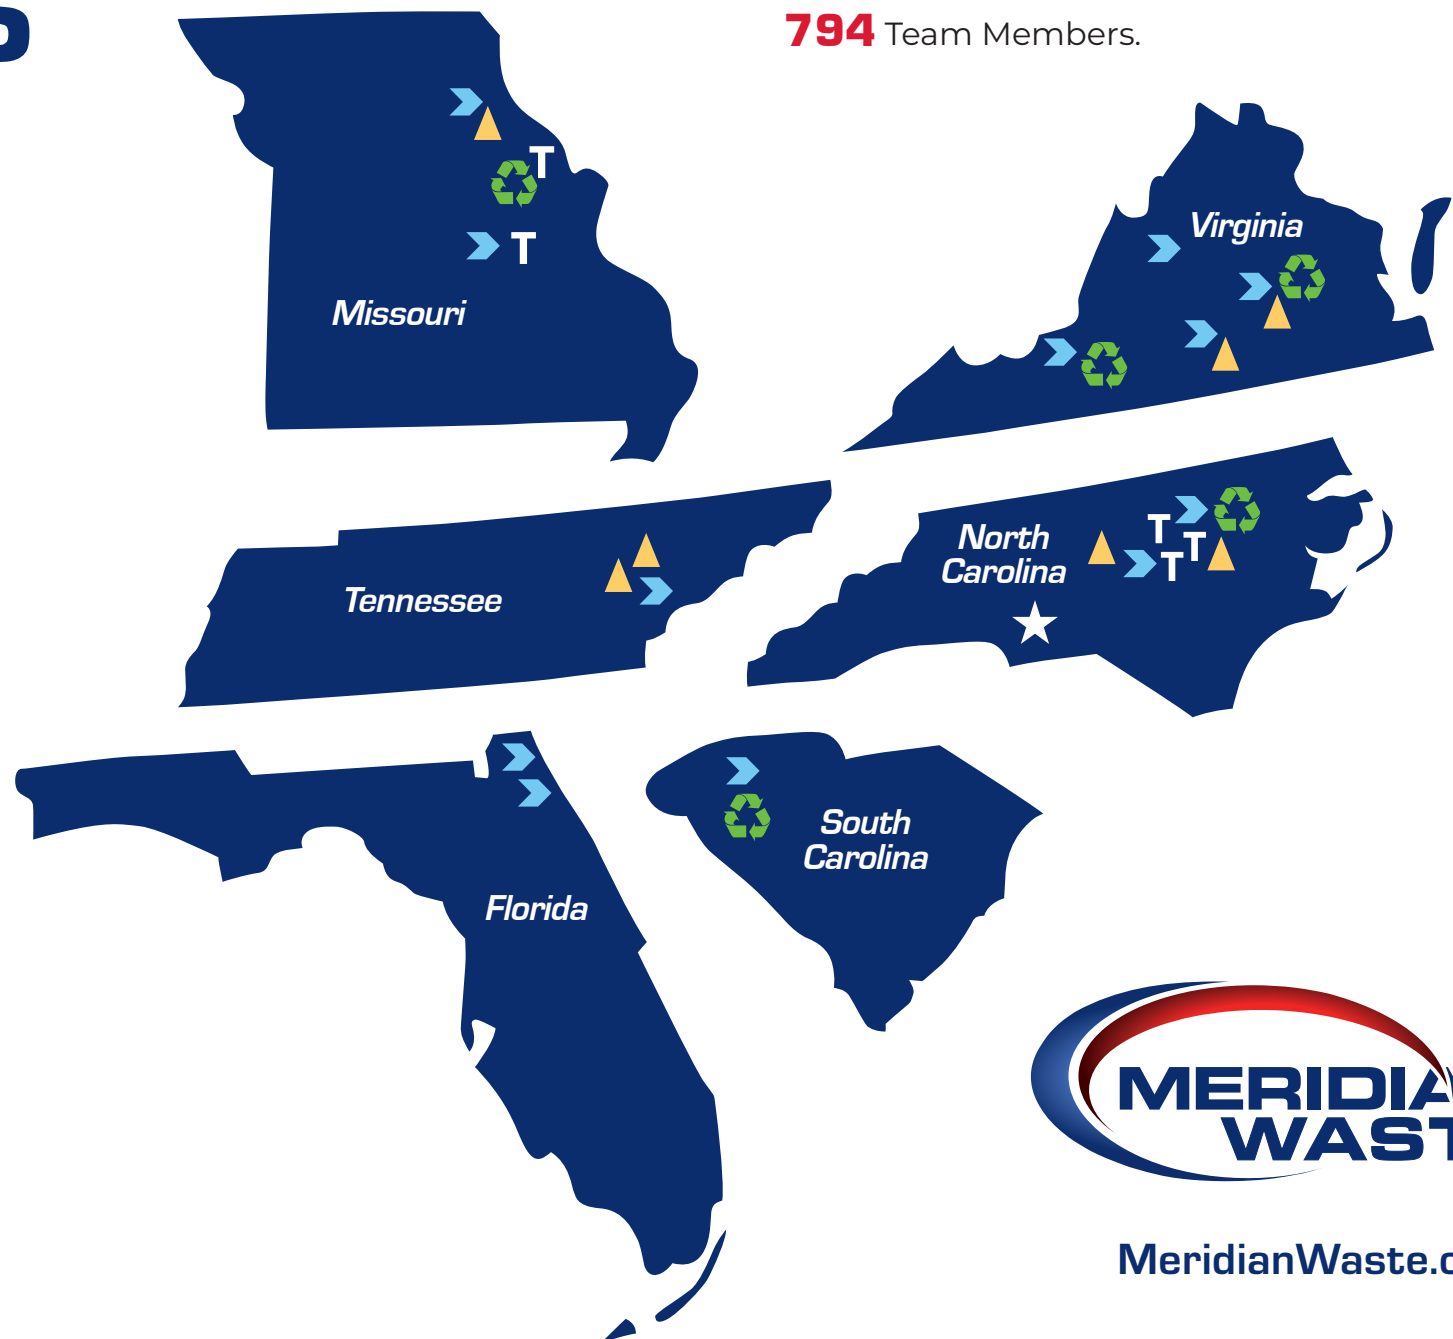 794 Team Members.
Missouri
T
T
Virginia
Tennessee
North
Carolina
T
T
T
Florida
South
Carolina
MERIDIA
WAST
MeridianWaste.c